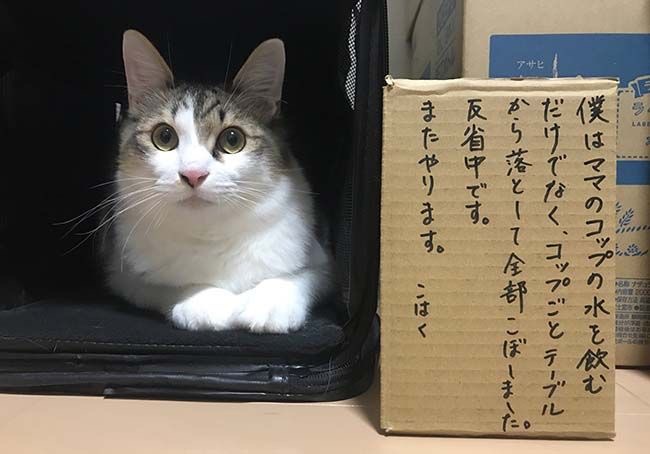 僕はママのコップの水を飲む
だけでなく、コップごとテーブル
から落として全部こぼしました。
反省中です。
またやります。
こはく
アサヒ